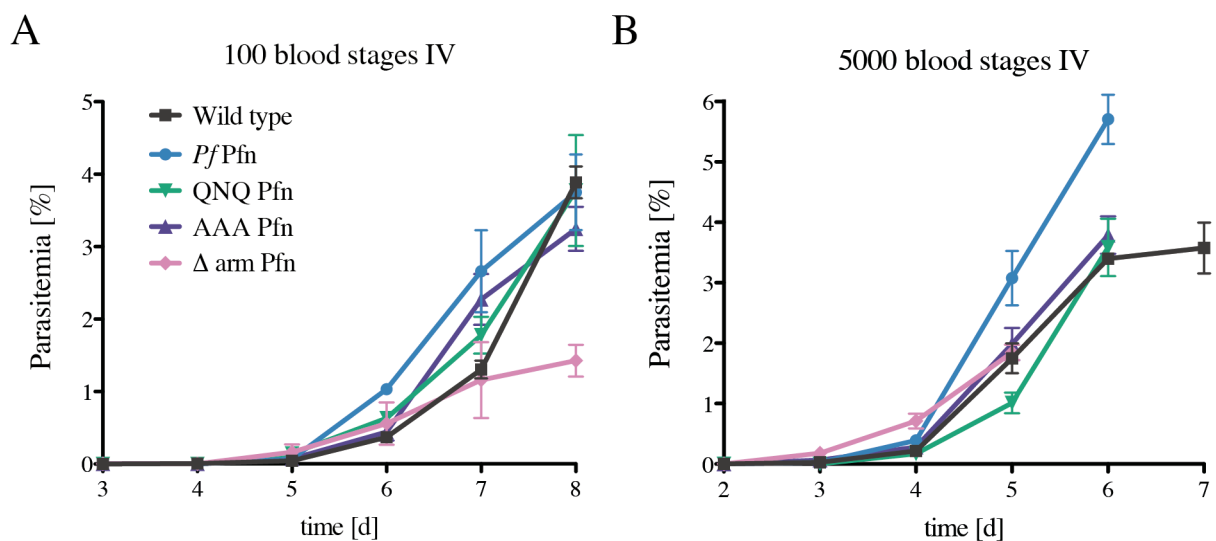 A
100 blood stages IV
Parasitemia [%]
5
4
3
2
1
0
Wild type
Pf Pfn
QNQ Pfn
AAA Pfn
Δ arm Pfn
3 4 5 6 7 8
time [d]
B
5000 blood stages IV
Parasitemia [%]
6
5
4
3
2
1
0
2 3 4 5 6 7
time [d]